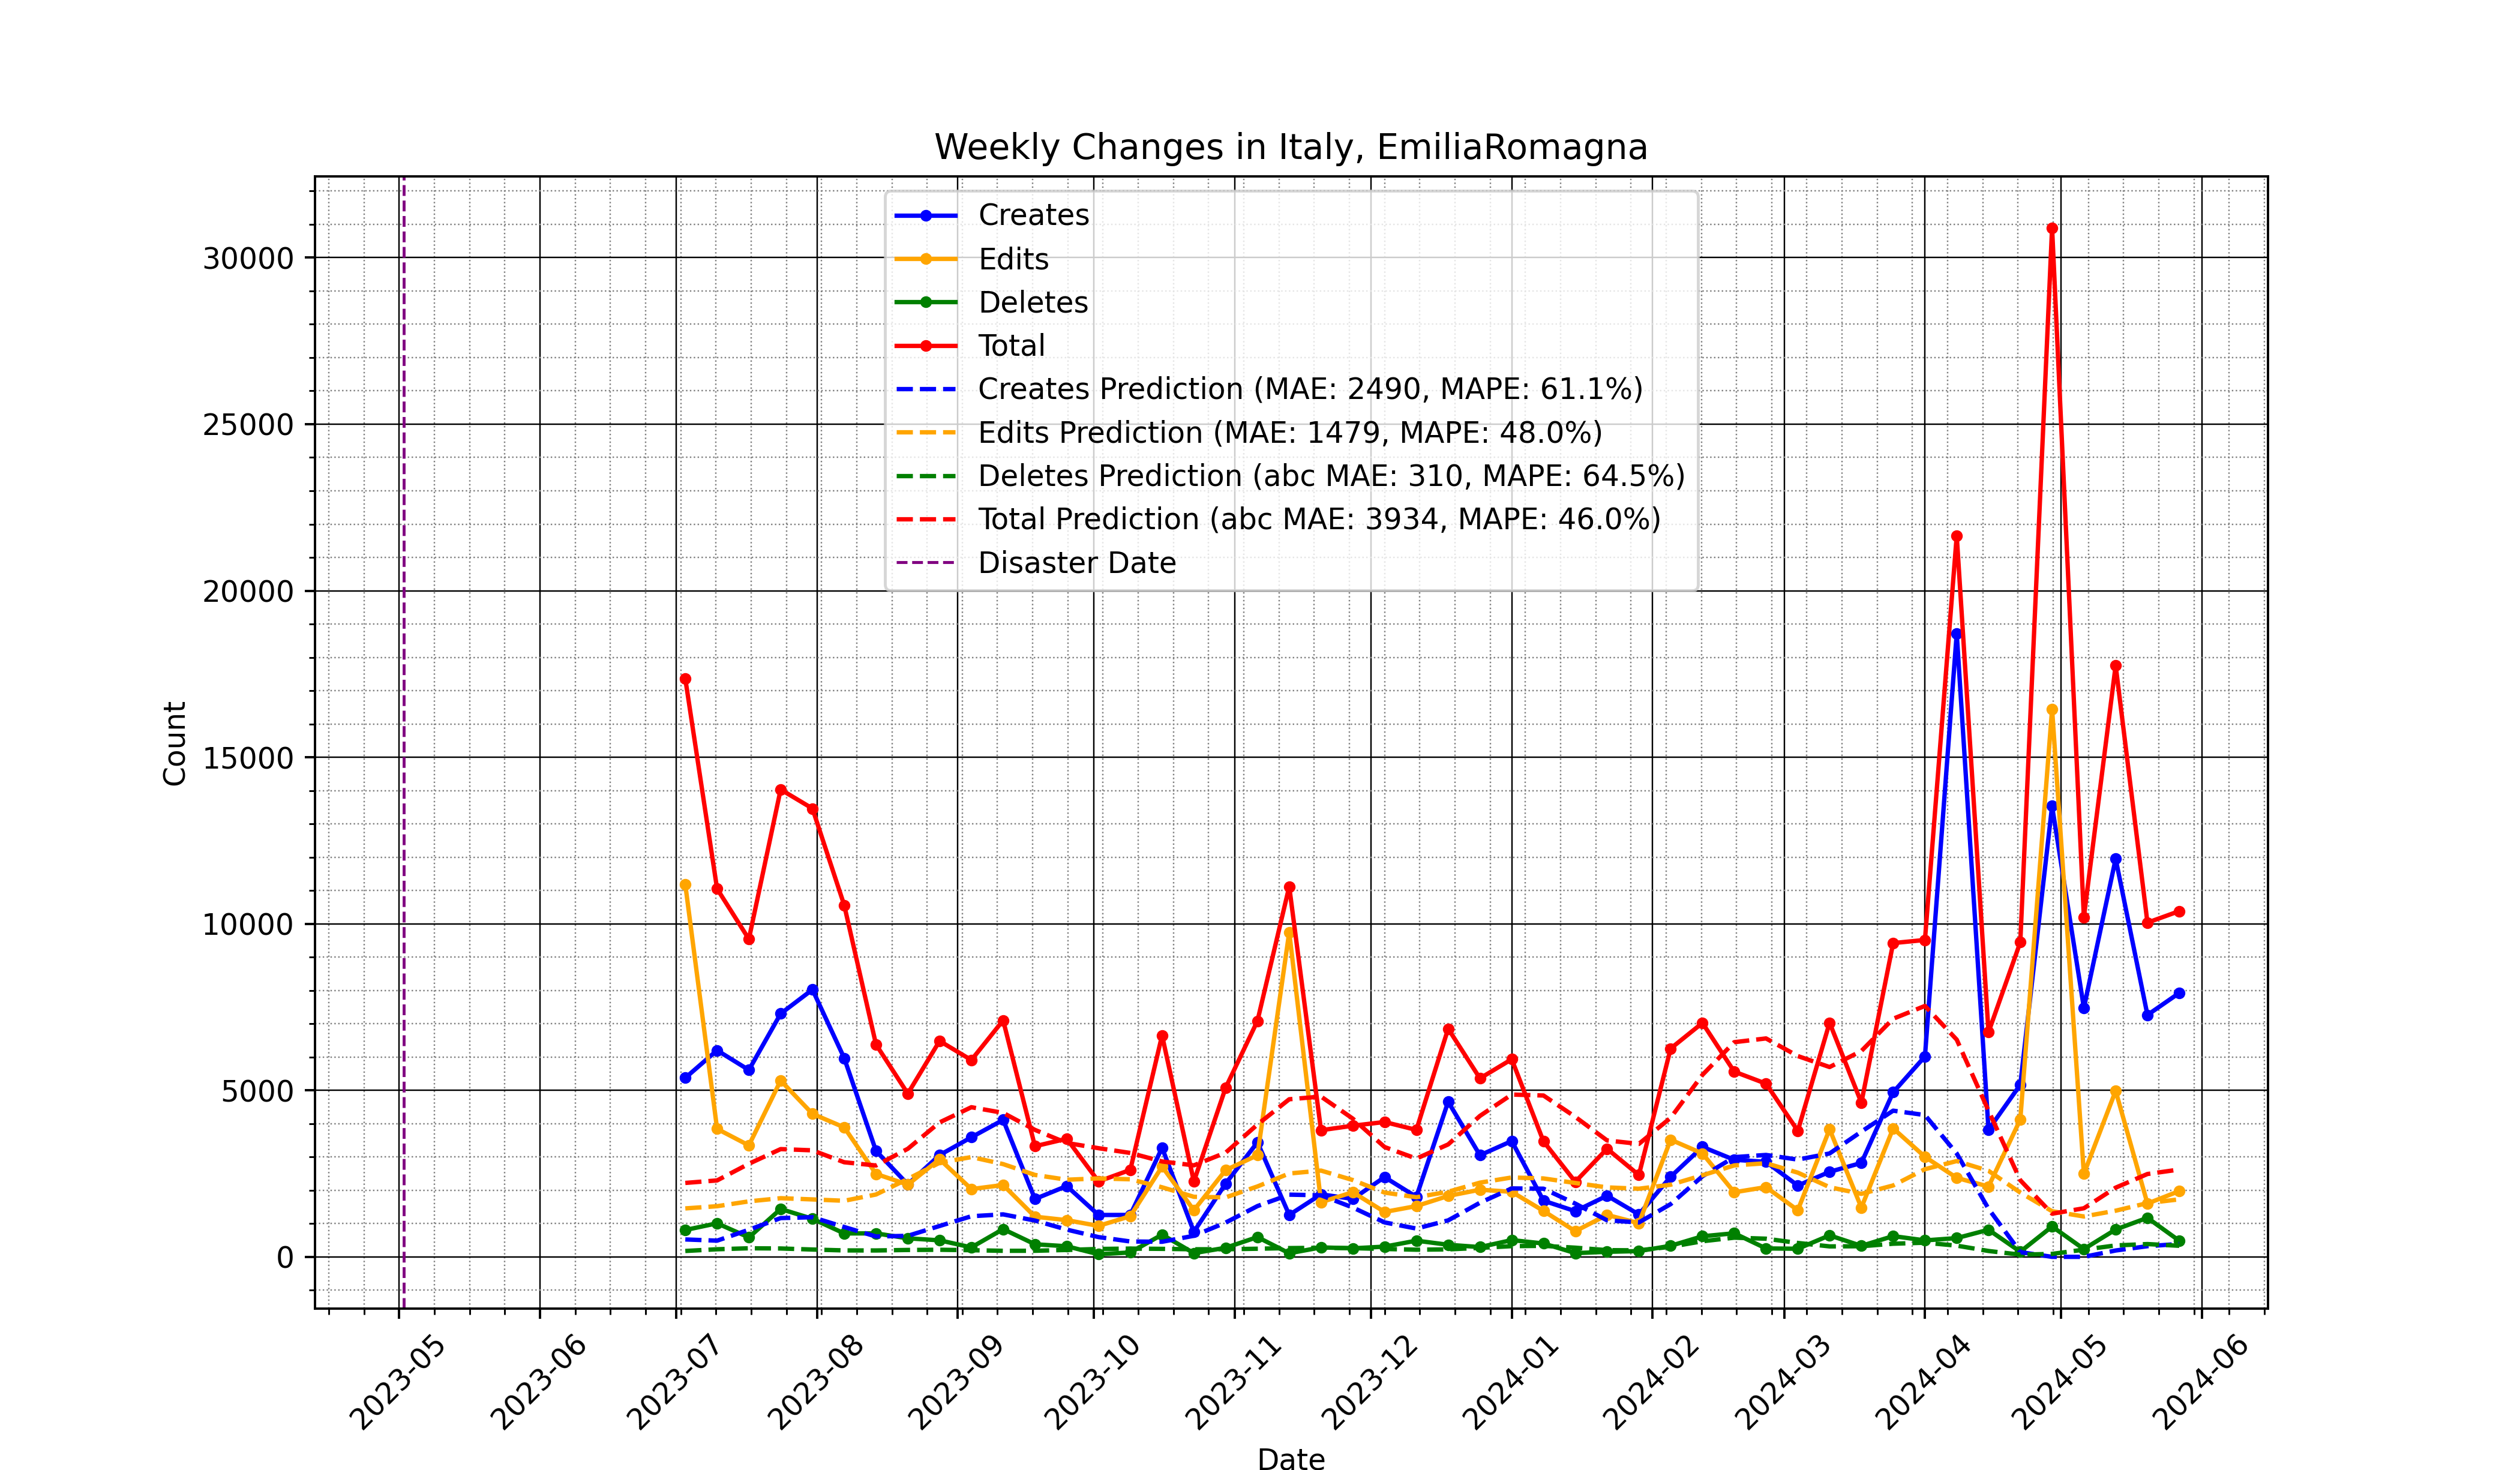 Weekly Changes in Italy, EmiliaRomagna
Creates
Edits
Deletes
Total
Creates Prediction (MAE: 2490, MAPE: 61.1%)
Edits Prediction (MAE: 1479, MAPE: 48.0%)
Deletes Prediction (abc MAE: 310, MAPE: 64.5%)
Total Prediction (abc MAE: 3934, MAPE: 46.0%)
Disaster Date
Count
30000
25000
20000
15000
10000
5000
0
2023-05
2023-06
2023-07
2023-08
2023-09
2023-10
2023-11
2023-12
2024-01
2024-02
2024-03
2024-04
2024-05
2024-06
Date